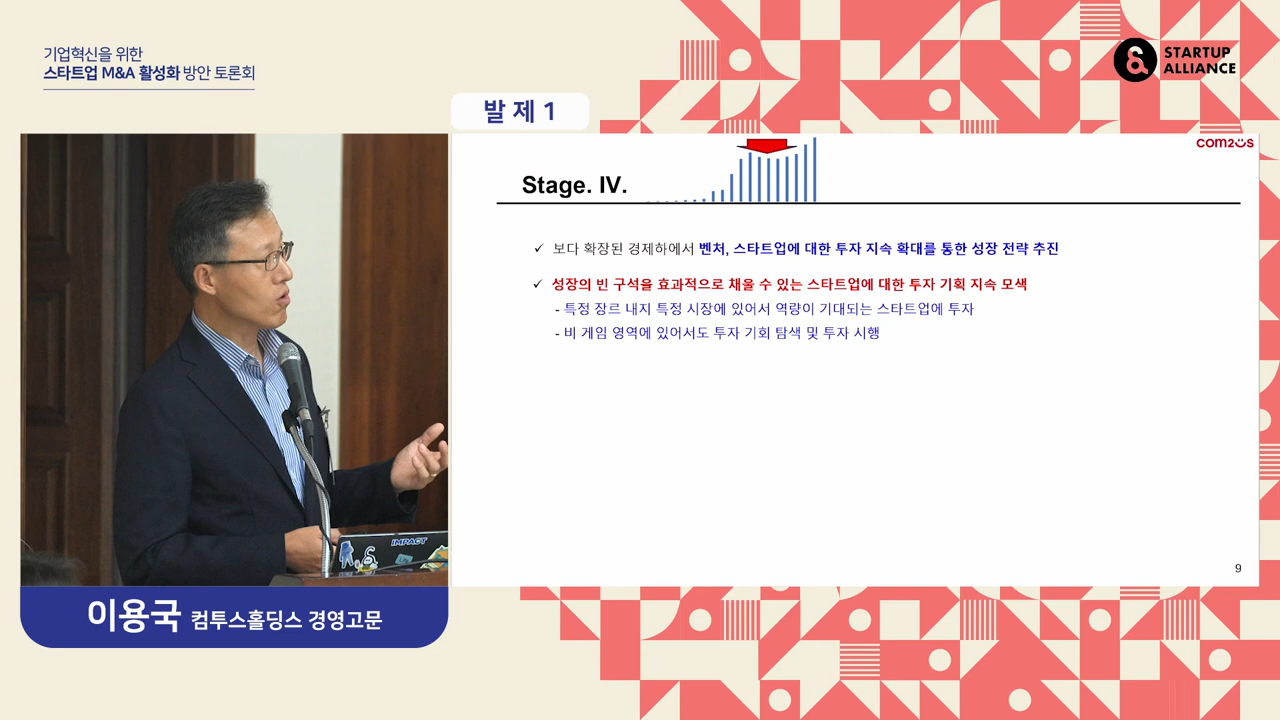 기업혁신을 위한
스타트업 M&A 활성화 방안 토론회
STARTUP
ALLIANCE
발 제 1
com2us
Stage. IV.
✓ 보다 확장된 경제하에서 벤처, 스타트업에 대한 투자 지속 확대를 통한 성장 전략 추진
✓ 성장의 빈 구석을 효과적으로 채울 수 있는 스타트업에 대한 투자 기획 지속 모색
- 특정 장르 내지 특정 시장에 있어서 역량이 기대되는 스타트업에 투자
- 비 게임 영역에 있어서도 투자 기회 탐색 및 투자 시행
IMPACT
9
이용국 컴투스홀딩스 경영고문